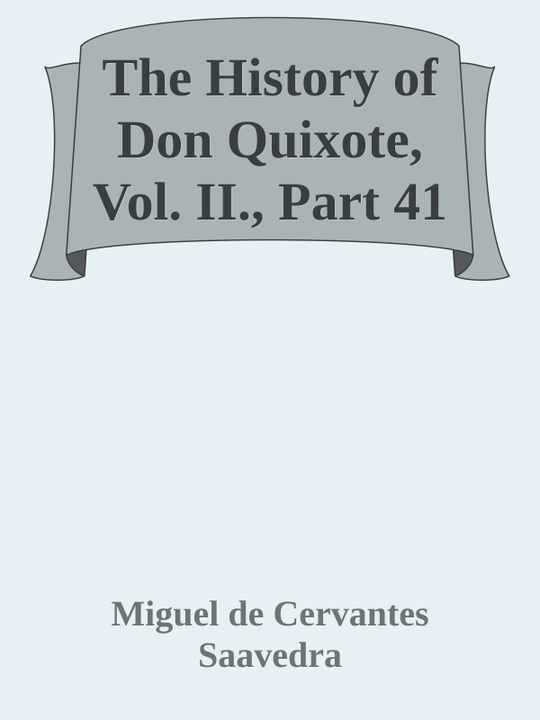 The History of
Don Quixote,
Vol. II., Part 41
Miguel de Cervantes
Saavedra